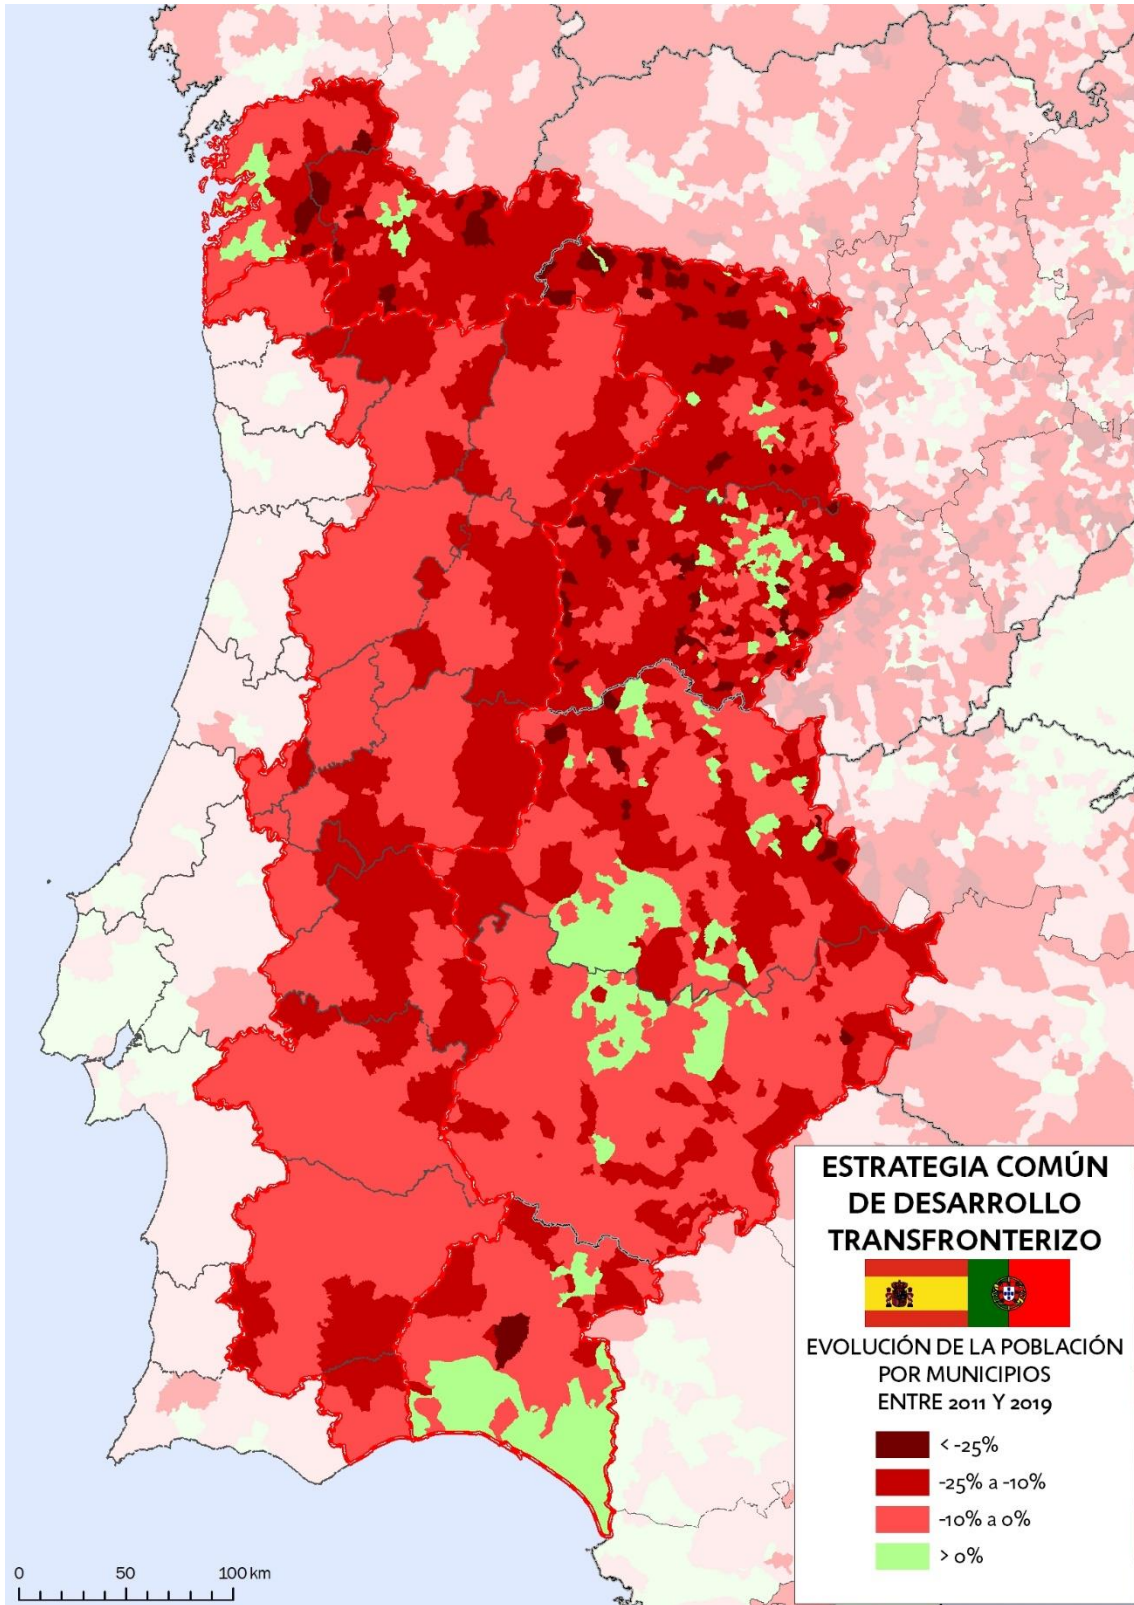 ESTRATEGIA COMÚN
DE DESARROLLO
TRANSFRONTERIZO
EVOLUCIÓN DE LA POBLACIÓN
POR MUNICIPIOS
ENTRE 2011 Y 2019
< -25%
-25% a -10%
-10% a 0%
> 0%
0 50 100 km